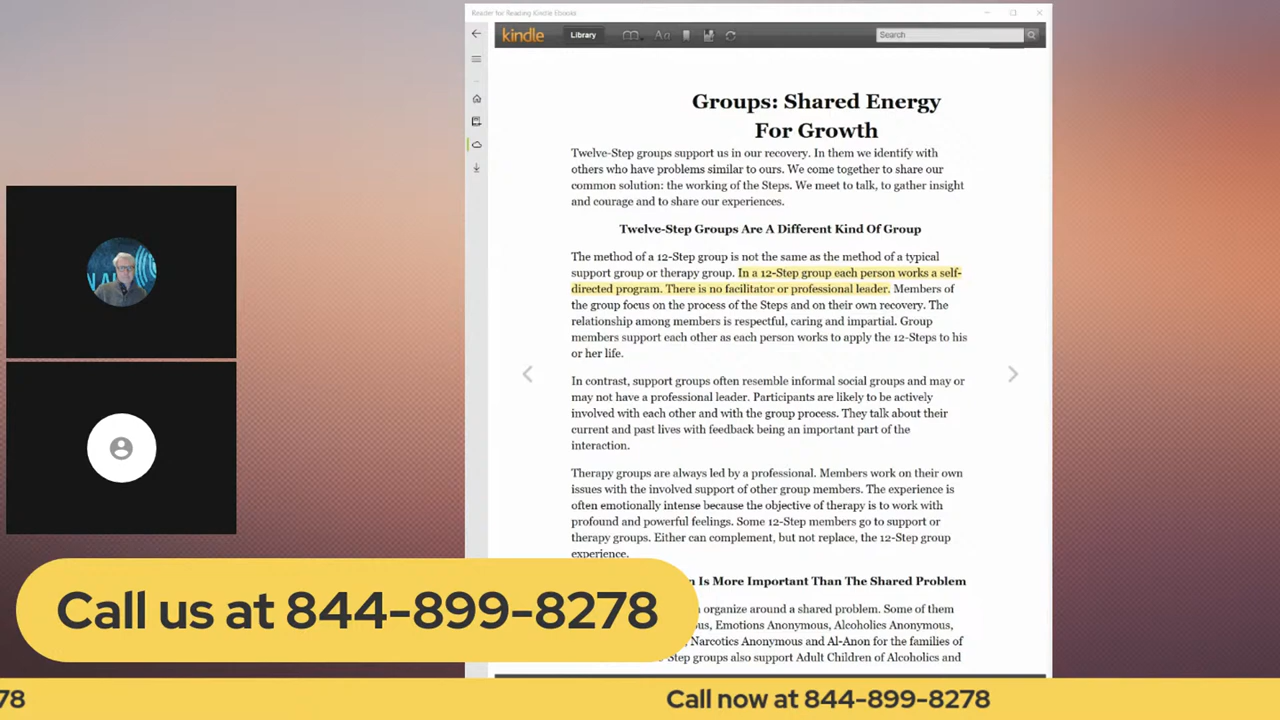 Reader for Reading Kindle Ebooks
kindle
Library
Aa
Search
Groups: Shared Energy
For Growth
Twelve-Step groups support us in our recovery. In them we identify with
others who have problems similar to ours. We come together to share our
common solution: the working of the Steps. We meet to talk, to gather insight
and courage and to share our experiences.
Twelve-Step Groups Are A Different Kind Of Group
The method of a 12-Step group is not the same as the method of a typical
support group or therapy group. In a 12-Step group each person works a self-
directed program. There is no facilitator or professional leader. Members of
the group focus on the process of the Steps and on their own recovery. The
relationship among members is respectful, caring and impartial. Group
members support each other as each person works to apply the 12-Steps to his
or her life.
In contrast, support groups often resemble informal social groups and may or
may not have a professional leader. Participants are likely to be actively
involved with each other and with the group process. They talk about their
current and past lives with feedback being an important part of the
interaction.
Therapy groups are always led by a professional. Members work on their own
issues with the involved support of other group members. The experience is
often emotionally intense because the objective of therapy is to work with
profound and powerful feelings. Some 12-Step members go to support or
therapy groups. Either can complement, but not replace, the 12-Step group
experience.
n Is More Important Than The Shared Problem
organize around a shared problem. Some of them
ous, Emotions Anonymous, Alcoholics Anonymous,
Narcotics Anonymous and Al-Anon for the families of
Step groups also support Adult Children of Alcoholics and
Call us at 844-899-8278
78
Call now at 844-899-8278